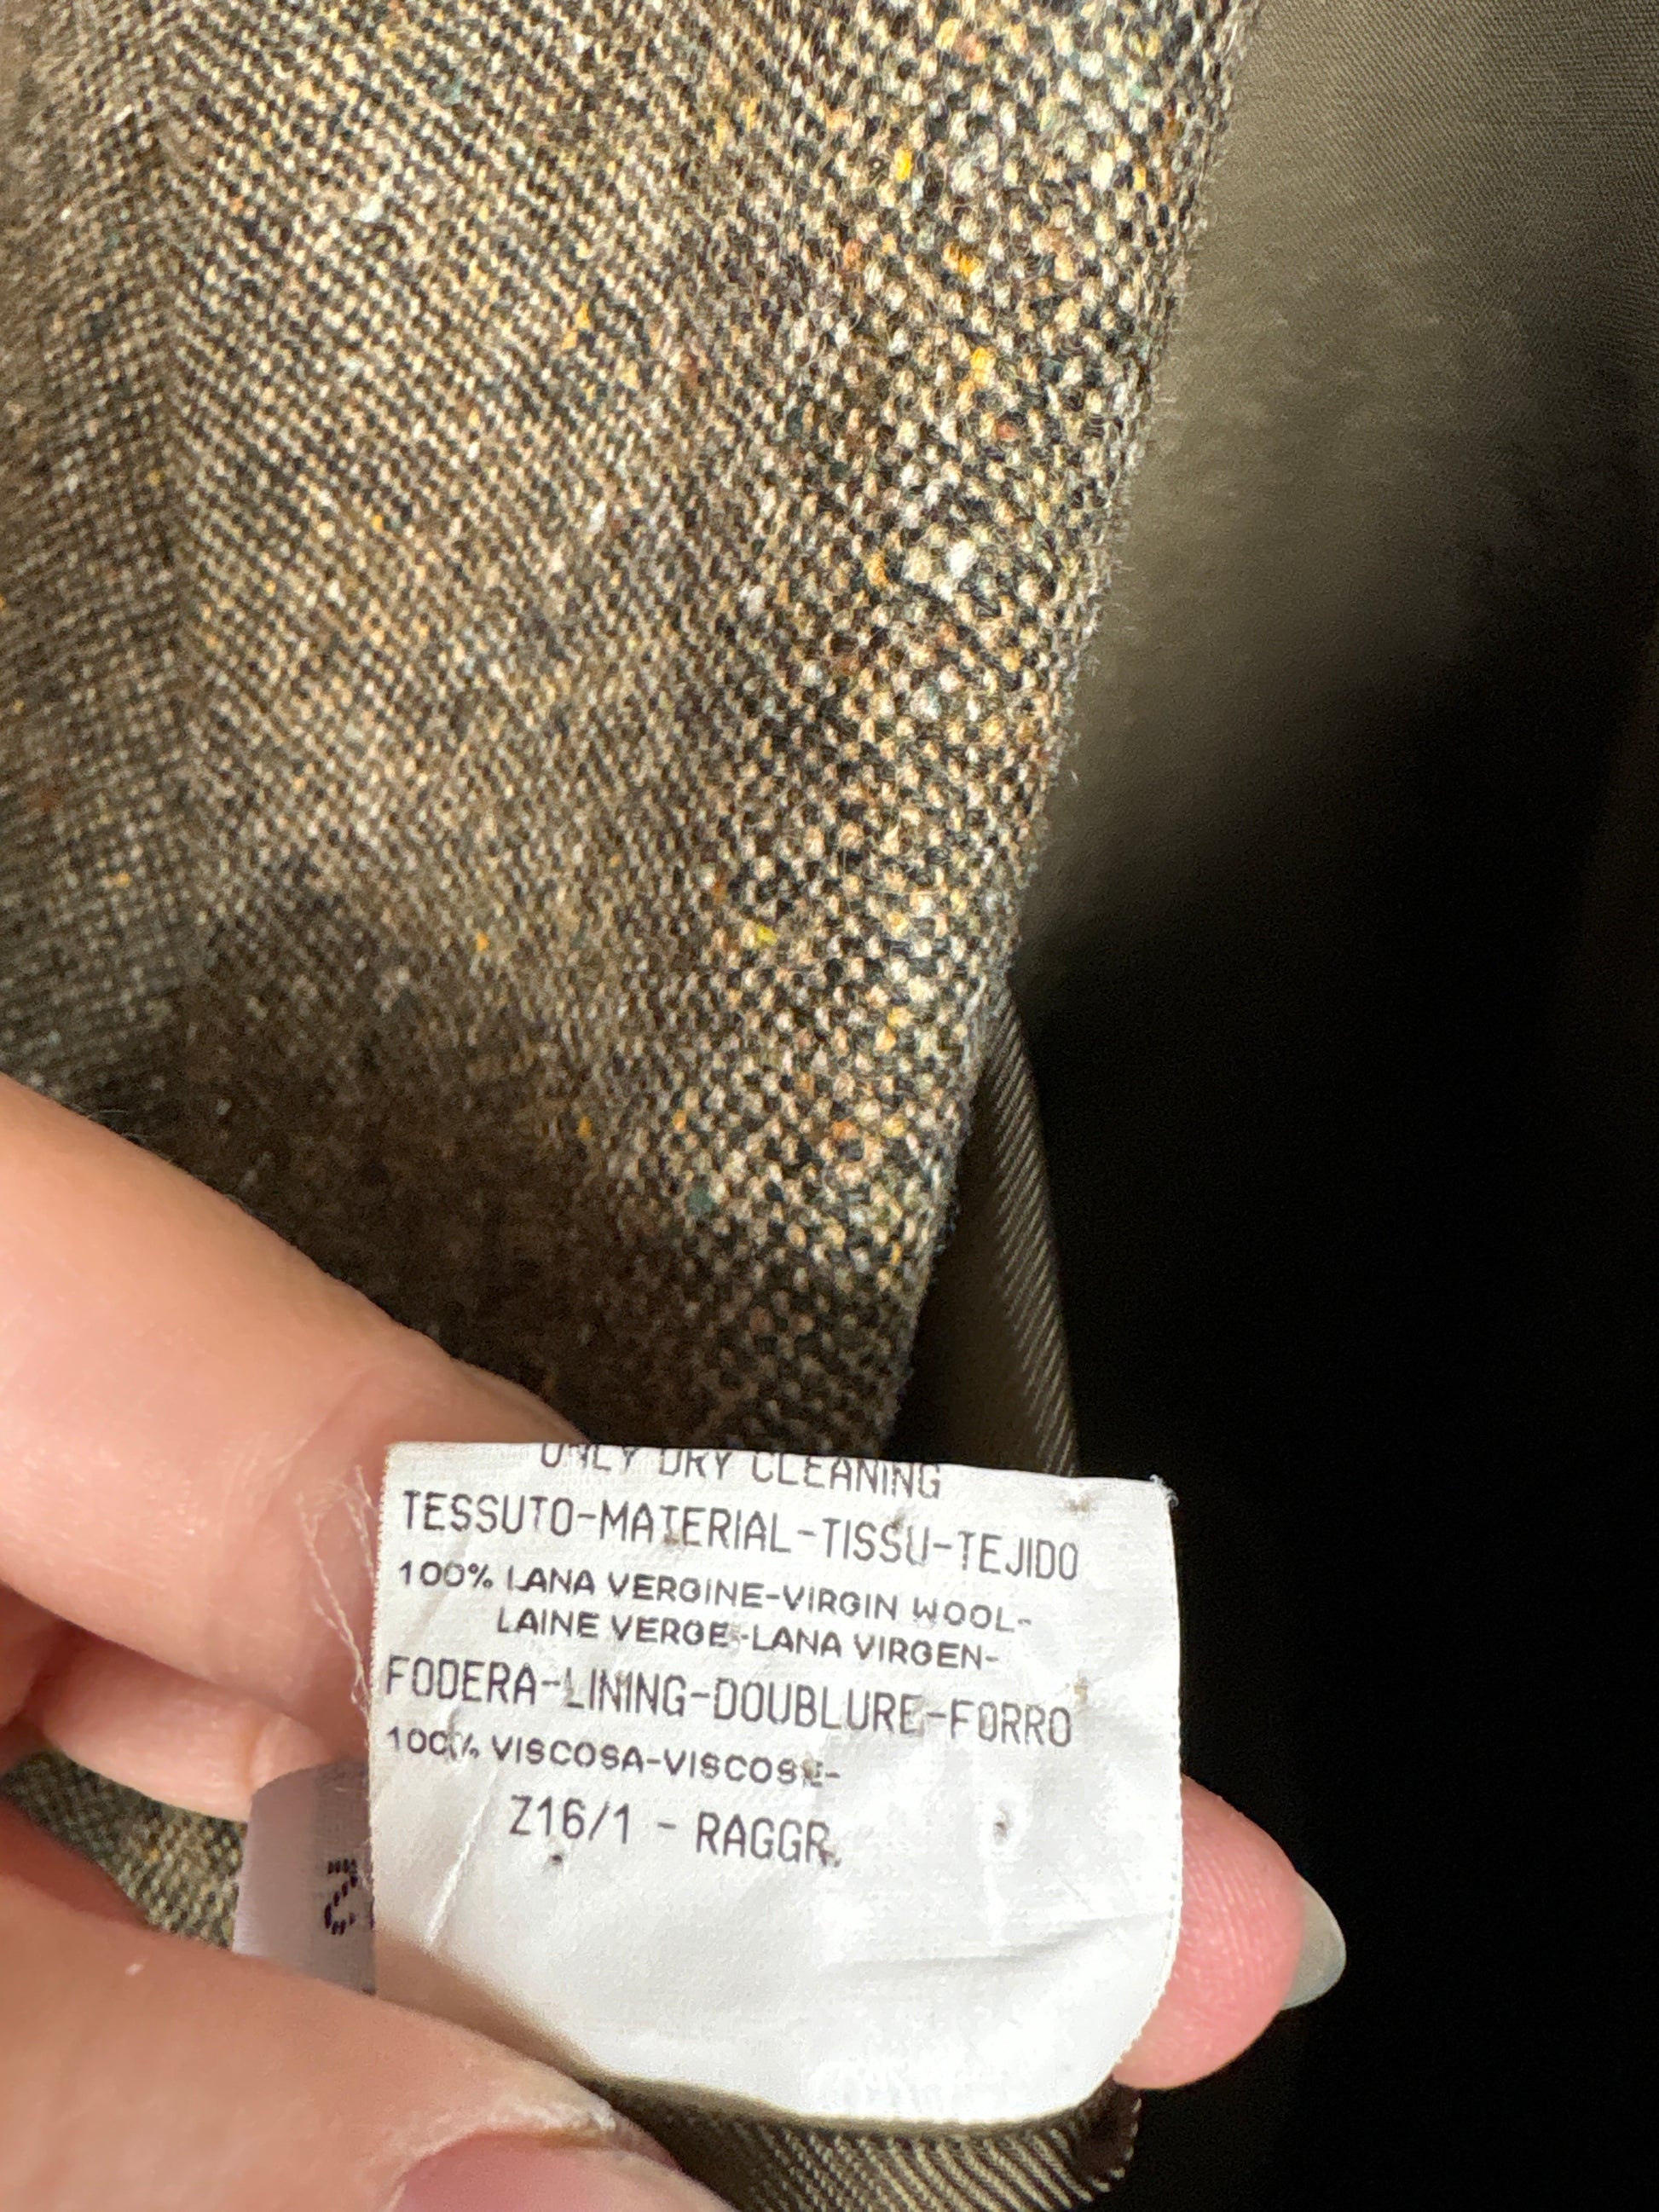 ONLY DRY CLEANING
TESSUTO-MATERIAL-TISSU-TEJIDO
100% LANA VERGINE-VIRGIN WOOL-
LAINE VERGE-LANA VIRGEN-
FODERA-LINING-DOUBLURE-FORRO
100% VISCOSA-VISCOSE-
Z16/1 - RAGGR.